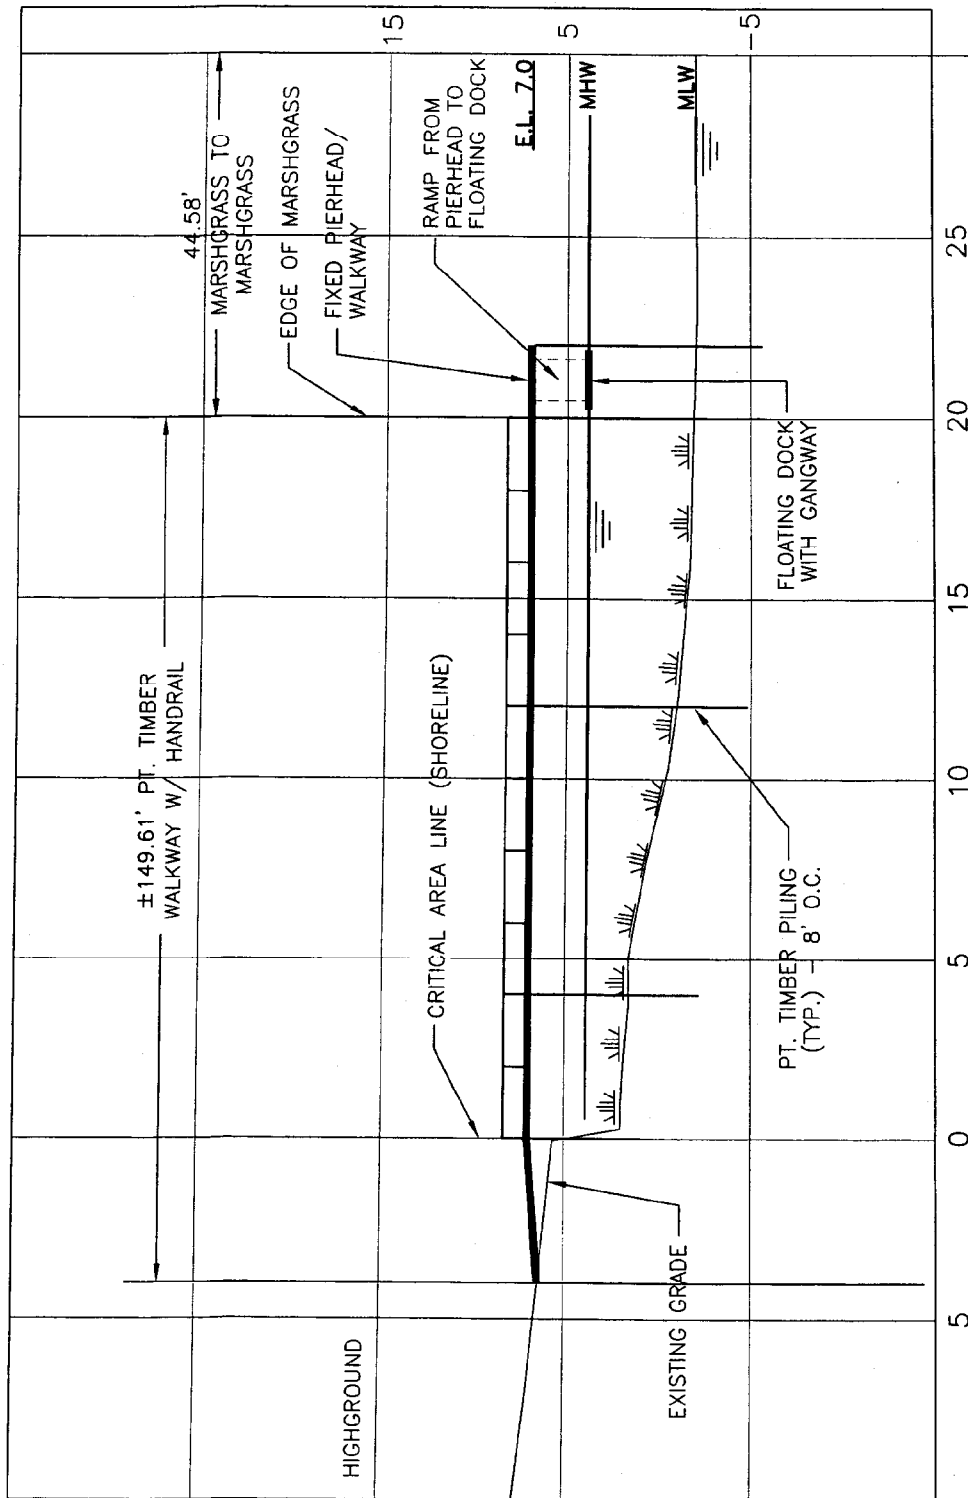 ±149.61' PT. TIMBER
WALKWAY W/ HANDRAIL
44.58'
MARSHGRASS TO
MARSHGRASS
EDGE OF MARSHGRASS
FIXED PIERHEAD/
WALKWAY
RAMP FROM
PIERHEAD TO
FLOATING DOCK
CRITICAL AREA LINE (SHORELINE)
HIGHGROUND
15
E.L. 7.0
5
MHW
MLW
-5
EXISTING GRADE
PT. TIMBER PILING
(TYP.) - 8' O.C.
FLOATING DOCK
WITH GANGWAY
5
0
5
10
15
20
25